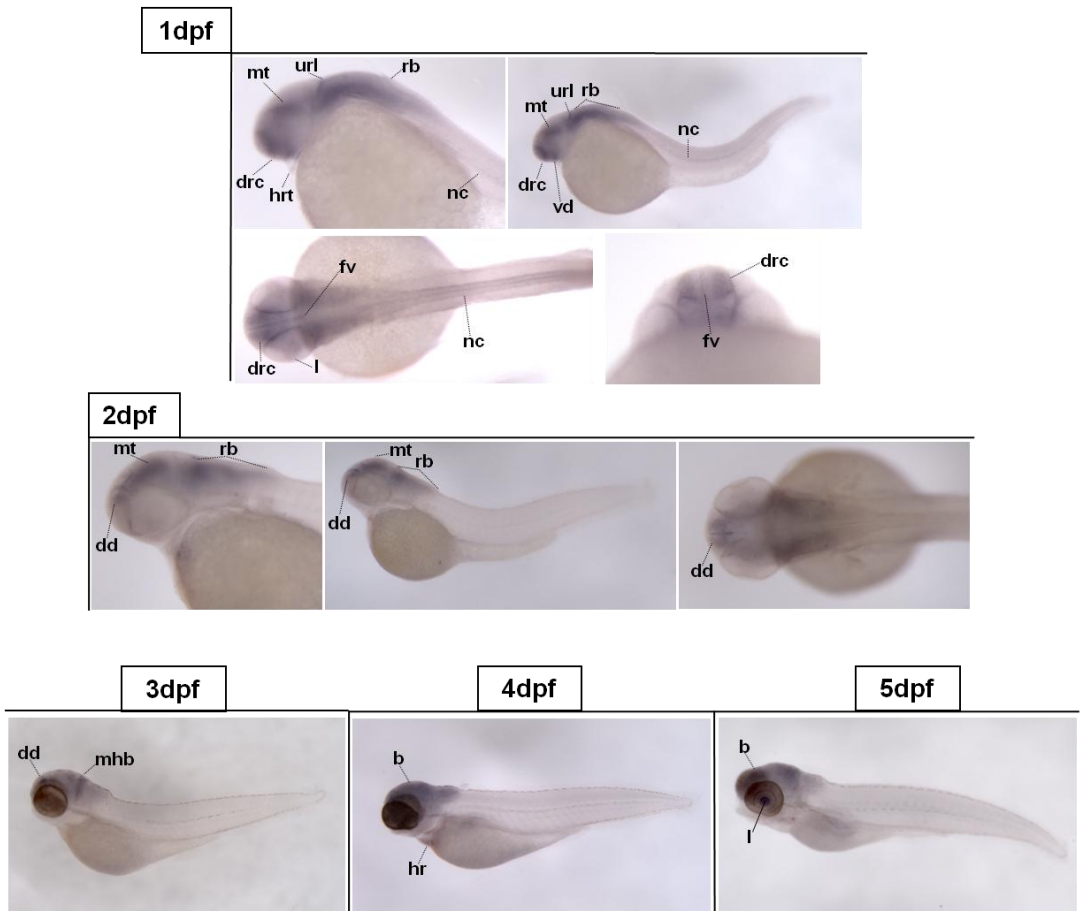 1dpf
mt url rb
drc hrt nc
mt url rb nc
drc vd
fv
drc l nc
drc
fv
2dpf
mt rb
dd
mt rb
dd
dd
3dpf 4dpf 5dpf
dd mhb
b
hr
b
l